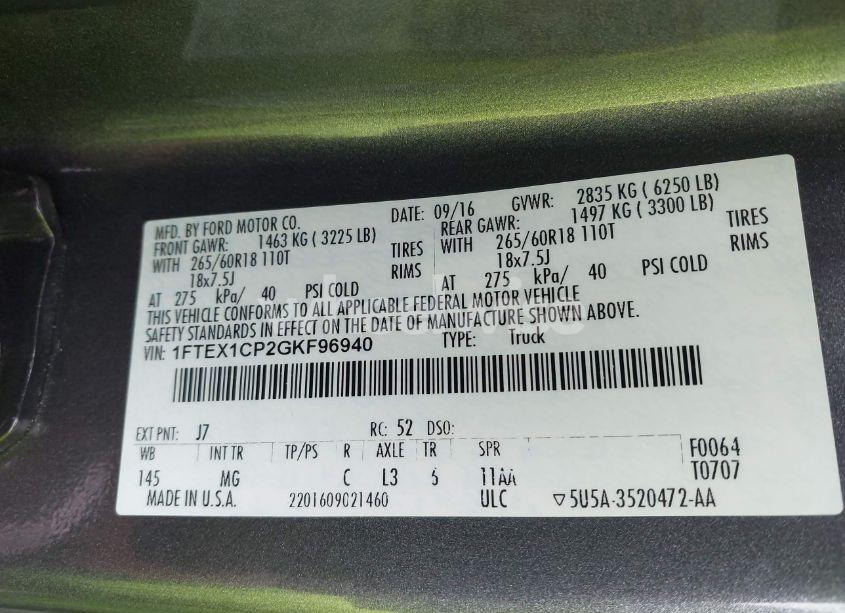 MFD. BY FORD MOTOR CO. DATE: 09/16 GVWR: 2835 KG ( 6250 LB)
FRONT GAWR: 1463 KG ( 3225 LB) REAR GAWR: 1497 KG ( 3300 LB)
WITH 265/60R18 110T TIRES WITH 265/60R18 110T TIRES
18x7.5J RIMS 18x7.5J RIMS
AT 275 kPa/ 40 PSI COLD AT 275 kPa/ 40 PSI COLD
THIS VEHICLE CONFORMS TO ALL APPLICABLE FEDERAL MOTOR VEHICLE
SAFETY STANDARDS IN EFFECT ON THE DATE OF MANUFACTURE SHOWN ABOVE.
VIN: 1FTEX1CP2GKF96940 TYPE: Truck
EXT PNT: J7 RC: 52 DSO:
WB INT TR TP/PS R AXLE TR SPR F0064
145 MG C L3 6 11AA T0707
MADE IN U.S.A. 2201609021460 ULC ▽5U5A-3520472-AA